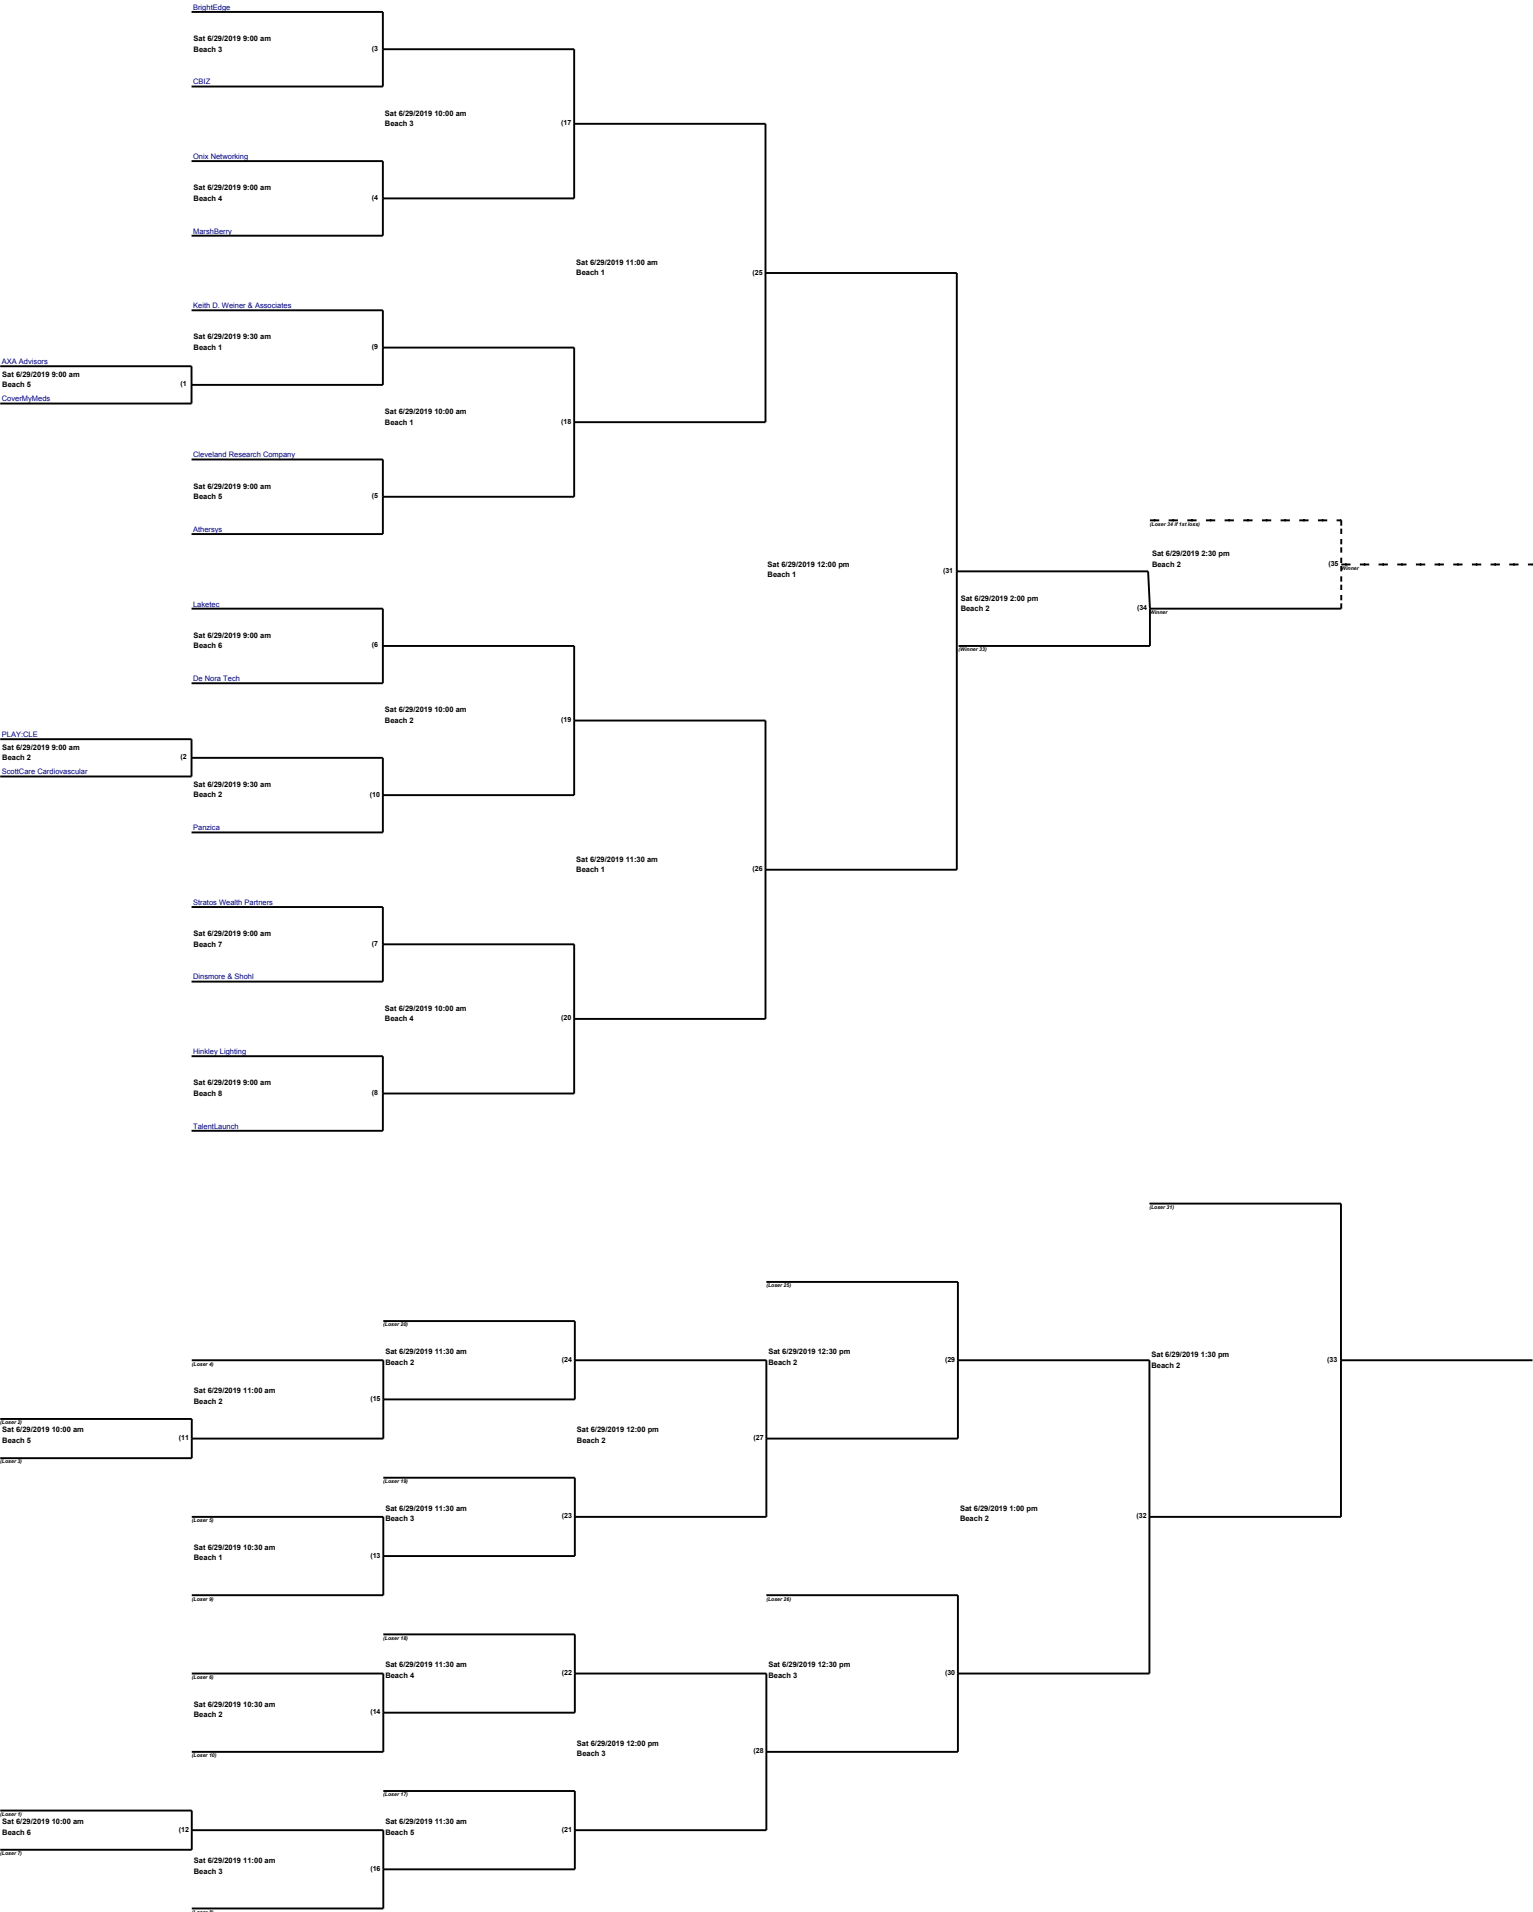 BrightEdge
Sat 6/29/2019 9:00 am
Beach 3
(3
CBIZ
Sat 6/29/2019 10:00 am
Beach 3
(17
Onix Networking
Sat 6/29/2019 9:00 am
Beach 4
(4
MarshBerry
Sat 6/29/2019 11:00 am
Beach 1
(25
Keith D. Weiner & Associates
Sat 6/29/2019 9:30 am
Beach 1
(9
AXA Advisors
Sat 6/29/2019 9:00 am
Beach 5
(1
CoverMyMeds
Sat 6/29/2019 10:00 am
Beach 1
(18
Cleveland Research Company
Sat 6/29/2019 9:00 am
Beach 5
(5
Athersys
(Loser 34 if 1st loss)
Sat 6/29/2019 2:30 pm
Beach 2
(35
Winner
Sat 6/29/2019 12:00 pm
Beach 1
(31
Sat 6/29/2019 2:00 pm
Beach 2
(34
Winner
(Winner 33)
Laketec
Sat 6/29/2019 9:00 am
Beach 6
(6
De Nora Tech
Sat 6/29/2019 10:00 am
Beach 2
(19
PLAY:CLE
Sat 6/29/2019 9:00 am
Beach 2
(2
ScottCare Cardiovascular
Sat 6/29/2019 9:30 am
Beach 2
(10
Panzica
Sat 6/29/2019 11:30 am
Beach 1
(26
Stratos Wealth Partners
Sat 6/29/2019 9:00 am
Beach 7
(7
Dinsmore & Shohl
Sat 6/29/2019 10:00 am
Beach 4
(20
Hinkley Lighting
Sat 6/29/2019 9:00 am
Beach 8
(8
TalentLaunch
(Loser 31)
(Loser 25)
(Loser 20)
Sat 6/29/2019 11:30 am
Beach 2
(24
Sat 6/29/2019 12:30 pm
Beach 2
(29
Sat 6/29/2019 1:30 pm
Beach 2
(33
(Loser 4)
Sat 6/29/2019 11:00 am
Beach 2
(15
(Loser 2)
Sat 6/29/2019 10:00 am
Beach 5
(11
(Loser 3)
Sat 6/29/2019 12:00 pm
Beach 2
(27
(Loser 19)
Sat 6/29/2019 11:30 am
Beach 3
(23
Sat 6/29/2019 1:00 pm
Beach 2
(32
(Loser 5)
Sat 6/29/2019 10:30 am
Beach 1
(13
(Loser 9)
(Loser 26)
(Loser 18)
Sat 6/29/2019 11:30 am
Beach 4
(22
Sat 6/29/2019 12:30 pm
Beach 3
(30
(Loser 6)
Sat 6/29/2019 10:30 am
Beach 2
(14
(Loser 10)
Sat 6/29/2019 12:00 pm
Beach 3
(28
(Loser 17)
(Loser 1)
Sat 6/29/2019 10:00 am
Beach 6
(12
(Loser 7)
Sat 6/29/2019 11:30 am
Beach 5
(21
Sat 6/29/2019 11:00 am
Beach 3
(16